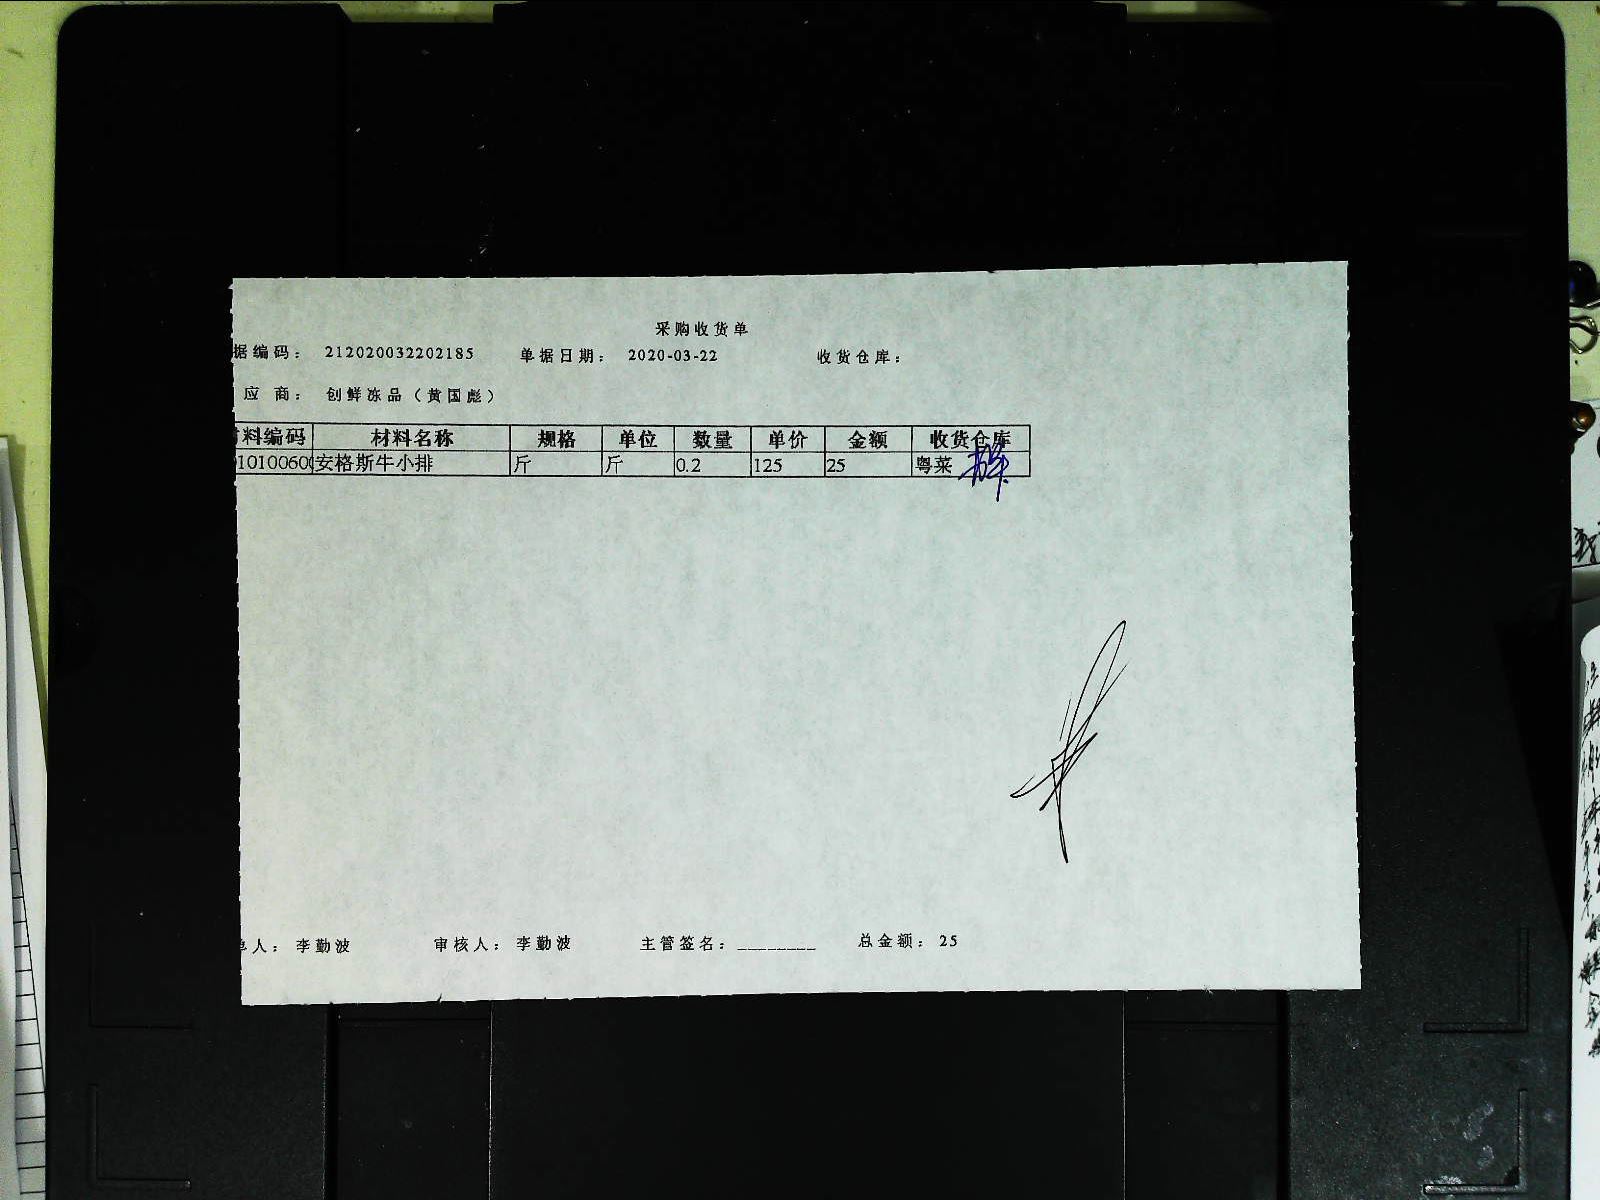 采购收货单
据编码： 212020032202185 单据日期： 2020-03-22 收货仓库：
应 商： 创鲜冻品（黄国彪）
料编码 材料名称 规格 单位 数量 单价 金额 收货仓库
1010060 安格斯牛小排 斤 斤 0.2 125 25 粤菜
单人： 李勤波 审核人： 李勤波 主管签名：________ 总金额： 25